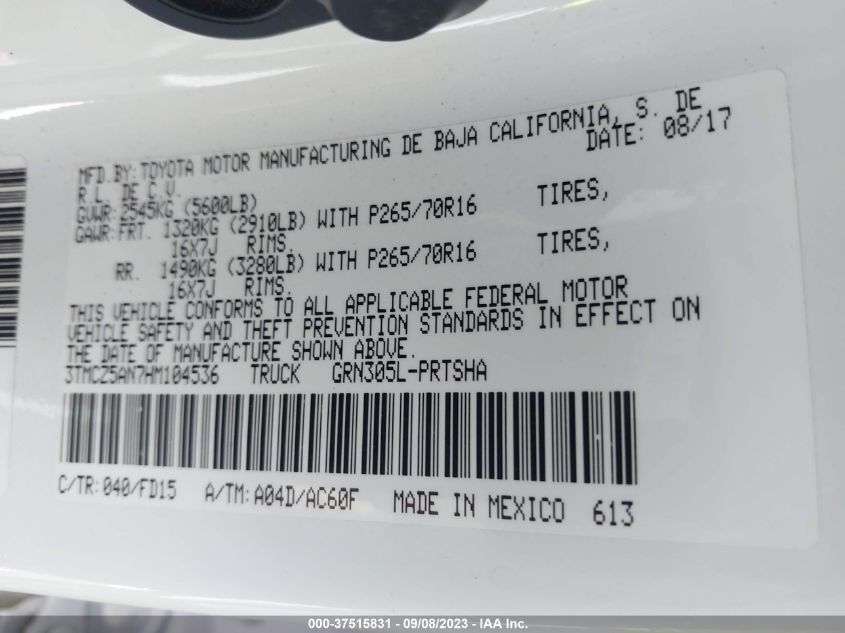 MFD.BY:TOYOTA MOTOR MANUFACTURING DE BAJA CALIFORNIA, S. DE
R.L. DE C.V. DATE: 08/17
GVWR:2545KG (5600LB)
GAWR:FRT. 1320KG (2910LB) WITH P265/70R16 TIRES,
16X7J RIMS.
RR. 1490KG (3280LB) WITH P265/70R16 TIRES,
16X7J RIMS.
THIS VEHICLE CONFORMS TO ALL APPLICABLE FEDERAL MOTOR
VEHICLE SAFETY AND THEFT PREVENTION STANDARDS IN EFFECT ON
THE DATE OF MANUFACTURE SHOWN ABOVE.
3TMCZ5AN7HM104536 TRUCK GRN305L-PRTSHA
C/TR:040/FD15 A/TM:A04D/AC60F MADE IN MEXICO 613
000-37515831 - 09/08/2023 - IAA Inc.